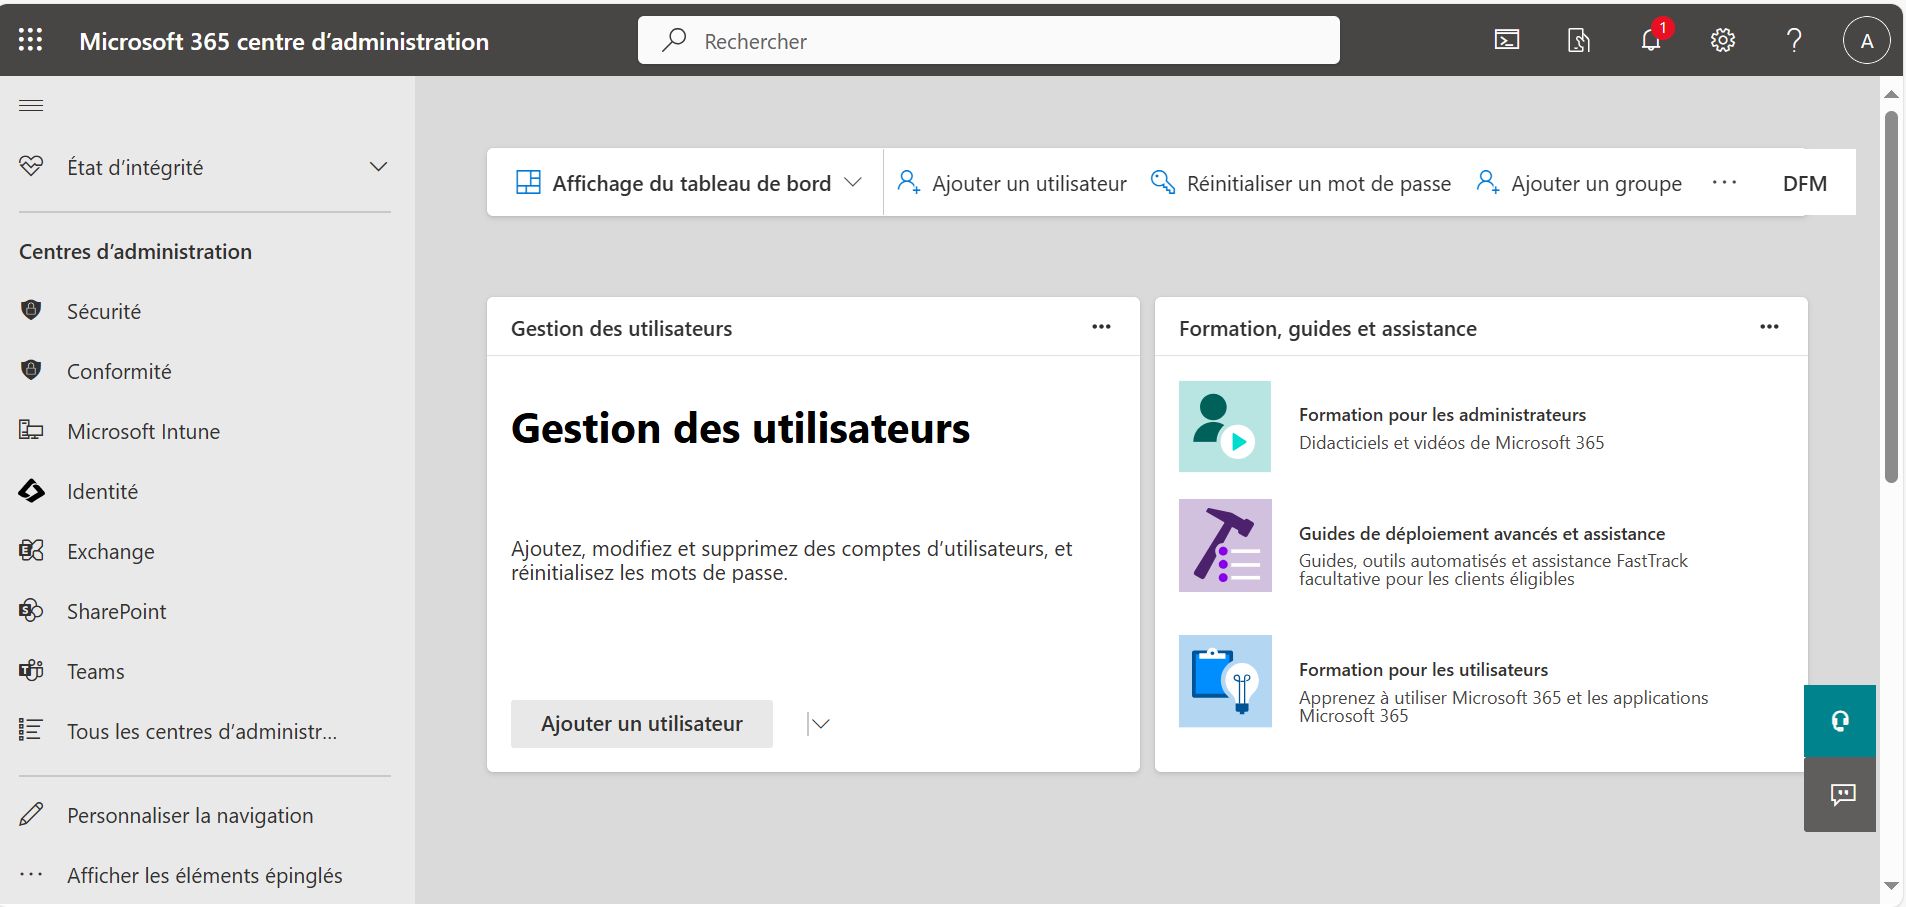 Microsoft 365 centre d’administration
Rechercher
1
A
État d’intégrité
Affichage du tableau de bord
Ajouter un utilisateur
Réinitialiser un mot de passe
Ajouter un groupe
DFM
Centres d’administration
Sécurité
Conformité
Microsoft Intune
Identité
Exchange
SharePoint
Teams
Tous les centres d’administr...
Personnaliser la navigation
Afficher les éléments épinglés
Gestion des utilisateurs
Gestion des utilisateurs
Ajoutez, modifiez et supprimez des comptes d’utilisateurs, et
réinitialisez les mots de passe.
Ajouter un utilisateur
Formation, guides et assistance
Formation pour les administrateurs
Didacticiels et vidéos de Microsoft 365
Guides de déploiement avancés et assistance
Guides, outils automatisés et assistance FastTrack
facultative pour les clients éligibles
Formation pour les utilisateurs
Apprenez à utiliser Microsoft 365 et les applications
Microsoft 365